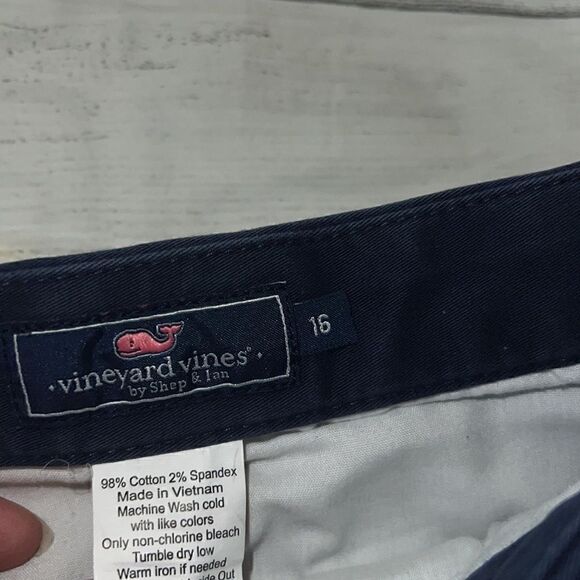 16
·vineyard vines®·
by Shep & Ian
98% Cotton 2% Spandex
Made in Vietnam
Machine Wash cold
with like colors
Only non-chlorine bleach
Tumble dry low
Warm iron if needed
Out